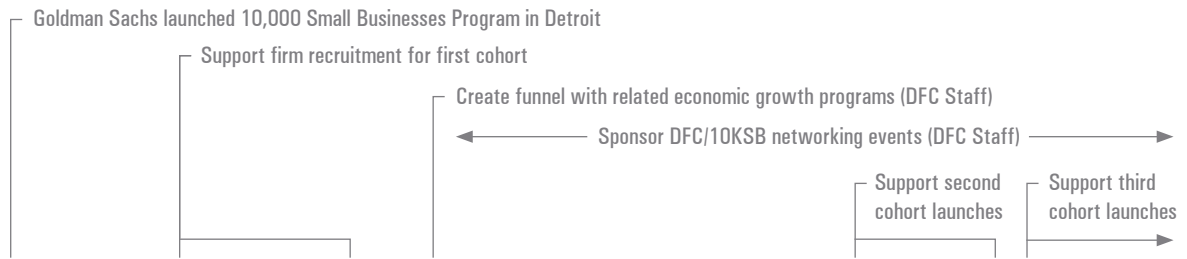 Goldman Sachs launched 10,000 Small Businesses Program in Detroit
Support firm recruitment for first cohort
Create funnel with related economic growth programs (DFC Staff)
Sponsor DFC/10KSB networking events (DFC Staff)
Support second
cohort launches
Support third
cohort launches